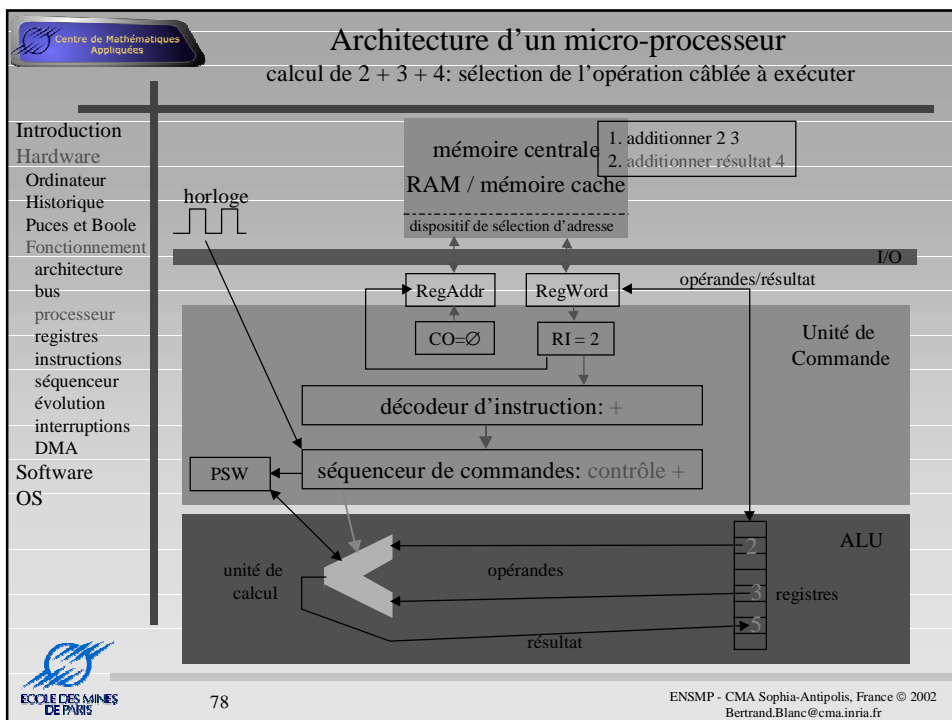 Centre de Mathématiques
Appliquées
Architecture d'un micro-processeur
calcul de 2 + 3 + 4: sélection de l'opération câblée à exécuter
Introduction
Hardware
Ordinateur
Historique
Puces et Boole
Fonctionnement
architecture
bus
processeur
registres
instructions
séquenceur
évolution
interruptions
DMA
Software
OS
horloge
mémoire centrale
RAM / mémoire cache
dispositif de sélection d'adresse
1. additionner 2 3
2. additionner résultat 4
I/O
RegAddr
RegWord
opérandes/résultat
CO=∅
RI = 2
Unité de
Commande
décodeur d'instruction: +
séquenceur de commandes: contrôle +
PSW
ALU
unité de
calcul
opérandes
2
3
5
registres
résultat
ECOLE DES MINES
DE PARIS
78
ENSMP - CMA Sophia-Antipolis, France © 2002
Bertrand.Blanc@cma.inria.fr